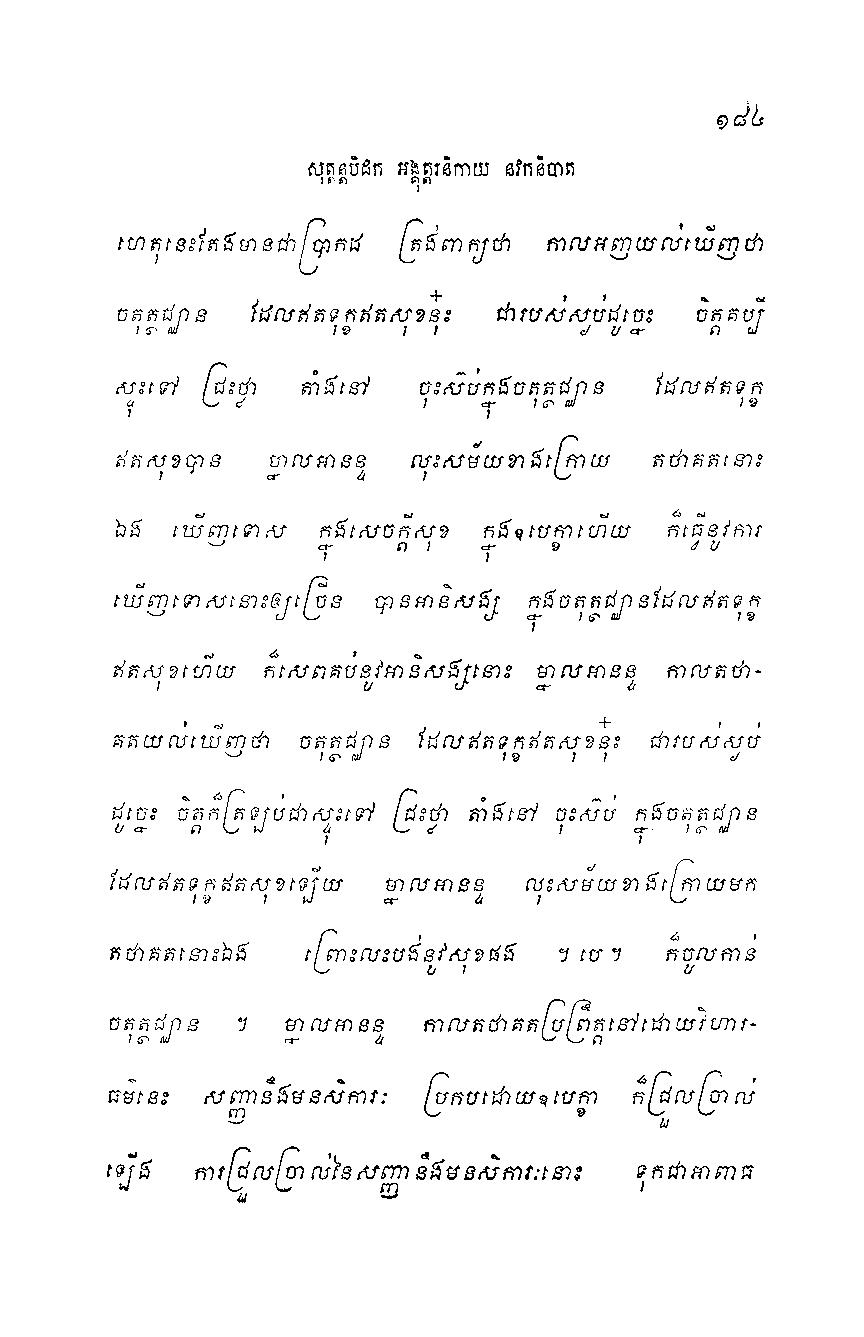 ១៨៤
សុត្តន្តបិដក អង្គុត្តរនិកាយ នវកនិបាត
ហេតុនេះតែងមានជាប្រាកដ ត្រង់ពាក្យថា កាលអញយល់ឃើញថា
ចតុត្ថជ្ឈាន ដែលឥតទុក្ខឥតសុខនុ៎ះ ជារបស់ស្ងប់ដូច្នេះ ចិត្តគប្បី
ស្ទុះទៅ ជ្រះថ្លា តាំងនៅ ចុះស៊ប់ក្នុងចតុត្ថជ្ឈាន ដែលឥតទុក្ខ
ឥតសុខបាន ម្នាលអានន្ទ លុះសម័យខាងក្រោយ តថាគតនោះ
ឯង ឃើញទោស ក្នុងសេចក្តីសុខ ក្នុងឧបេក្ខាហើយ ក៏ធ្វើនូវការ
ឃើញទោសនោះឲ្យច្រើន បានអានិសង្ស ក្នុងចតុត្ថជ្ឈានដែលឥតទុក្ខ
ឥតសុខហើយ ក៏សេពគប់នូវអានិសង្សនោះ ម្នាលអានន្ទ កាលតថា-
គតយល់ឃើញថា ចតុត្ថជ្ឈាន ដែលឥតទុក្ខឥតសុខនុ៎ះ ជារបស់ស្ងប់
ដូច្នេះ ចិត្តក៏ត្រឡប់ជាស្ទុះទៅ ជ្រះថ្លា តាំងនៅ ចុះស៊ប់ ក្នុងចតុត្ថជ្ឈាន
ដែលឥតទុក្ខឥតសុខឡើយ ម្នាលអានន្ទ លុះសម័យខាងក្រោយមក
តថាគតនោះឯង ព្រោះលះបង់នូវសុខផង ។ បេ ។ ក៏ចូលកាន់
ចតុត្ថជ្ឈាន ។ ម្នាលអានន្ទ កាលតថាគតប្រព្រឹត្តនៅដោយវិហារ-
ធម៌នេះ សញ្ញានឹងមនសិការៈ ប្រកបដោយឧបេក្ខា ក៏ជ្រួលច្រាល់
ឡើង ការជ្រួលច្រាល់នៃសញ្ញានឹងមនសិការៈនោះ ទុកជាអាពាធ